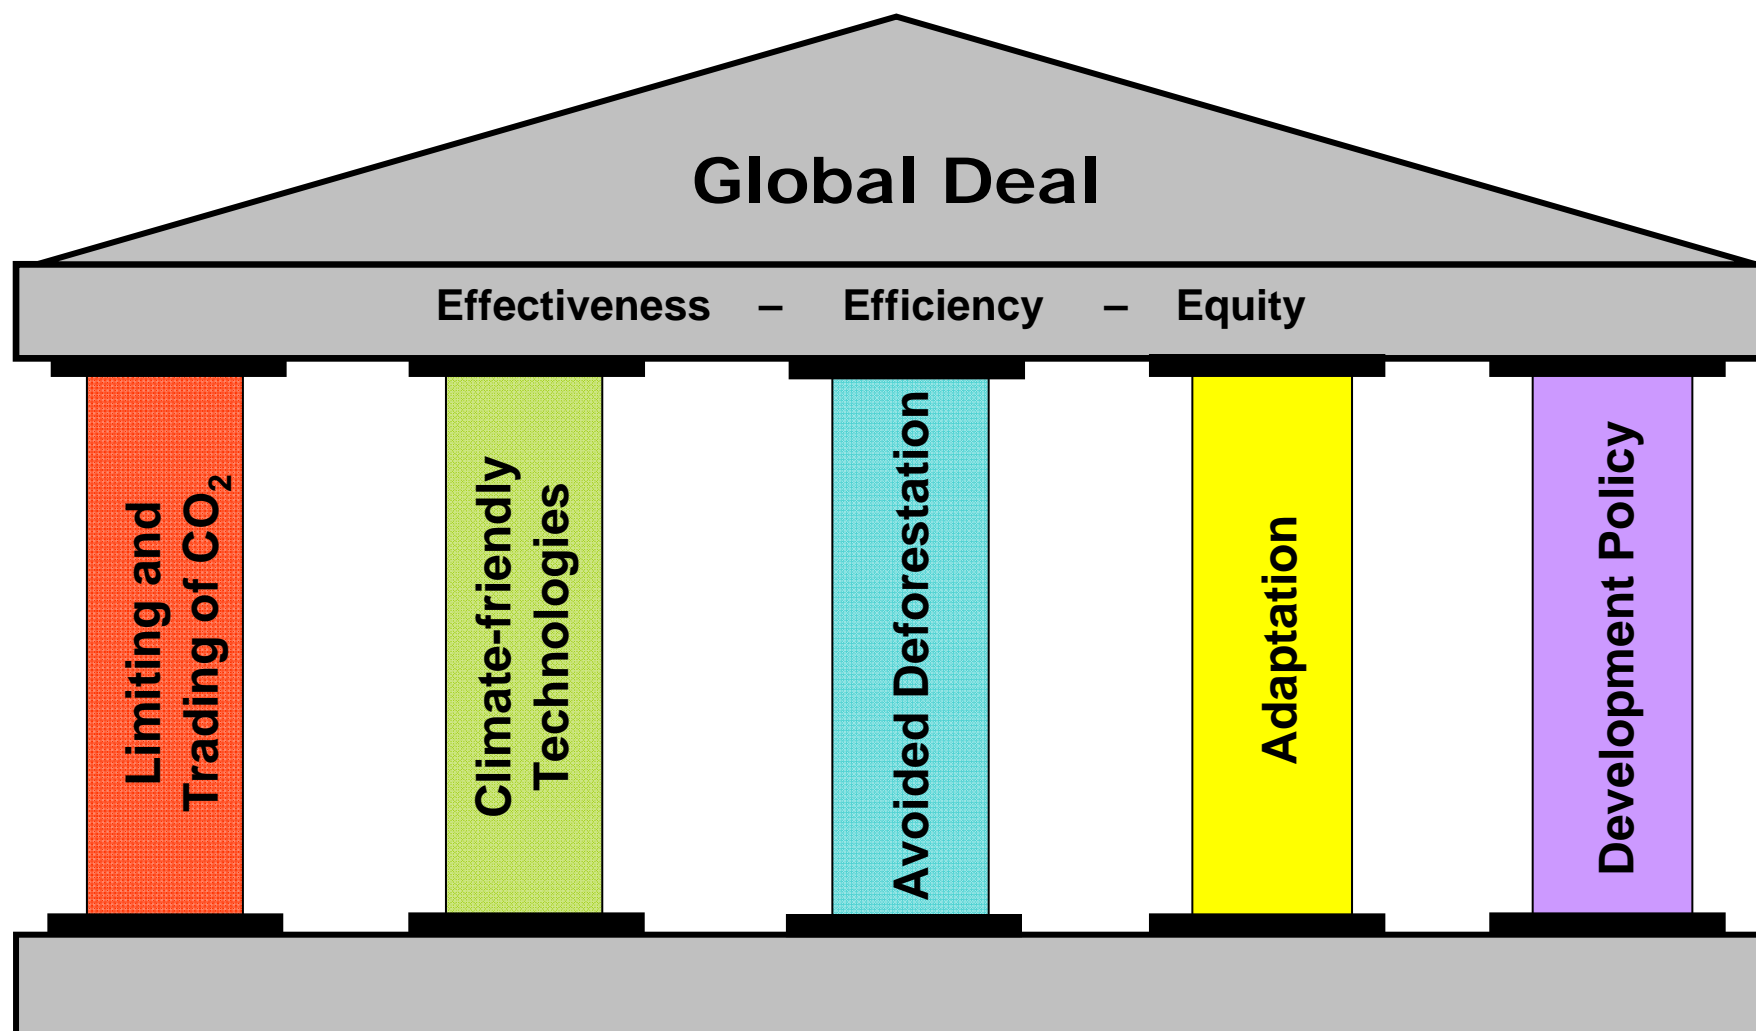 Global Deal
Effectiveness – Efficiency – Equity
Limiting and
Trading of CO₂
Climate-friendly
Technologies
Avoided Deforestation
Adaptation
Development Policy